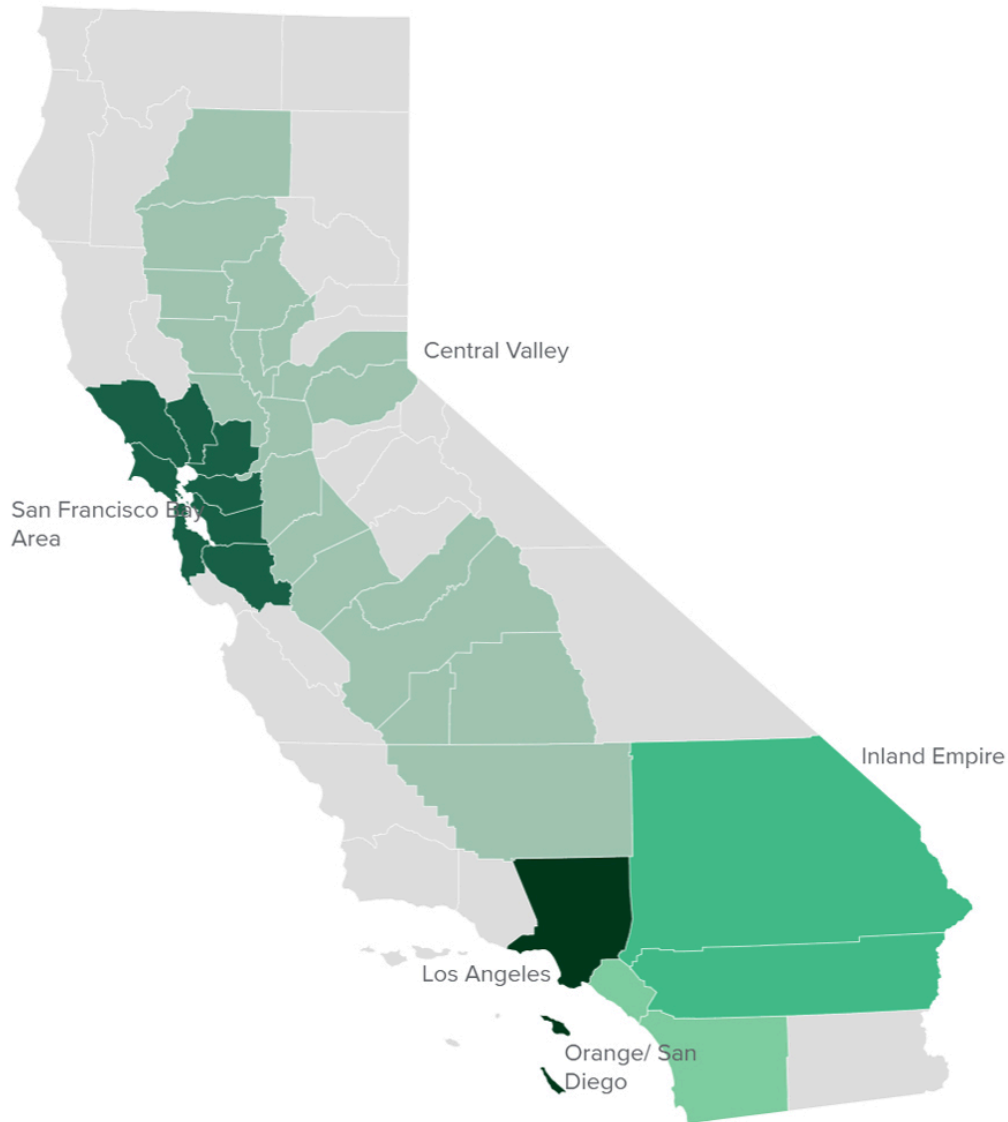 Central Valley
San Francisco Bay
Area
Inland Empire
Los Angeles
Orange/ San
Diego